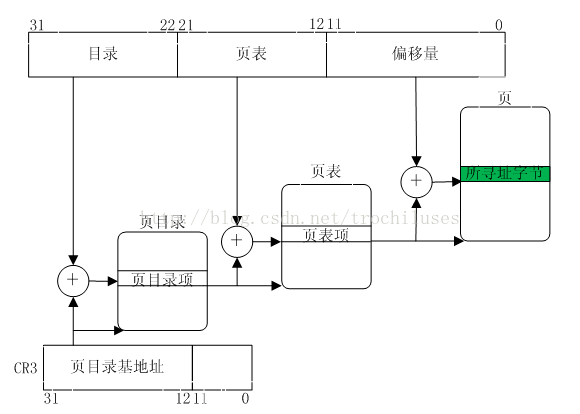 31 22 21 12 11 0
目录 页表 偏移量
页
所寻址字节
页表
https://blog.csdn.net/trochiluses
页目录
页表项
页目录项
CR3 页目录基地址
31 12 11 0